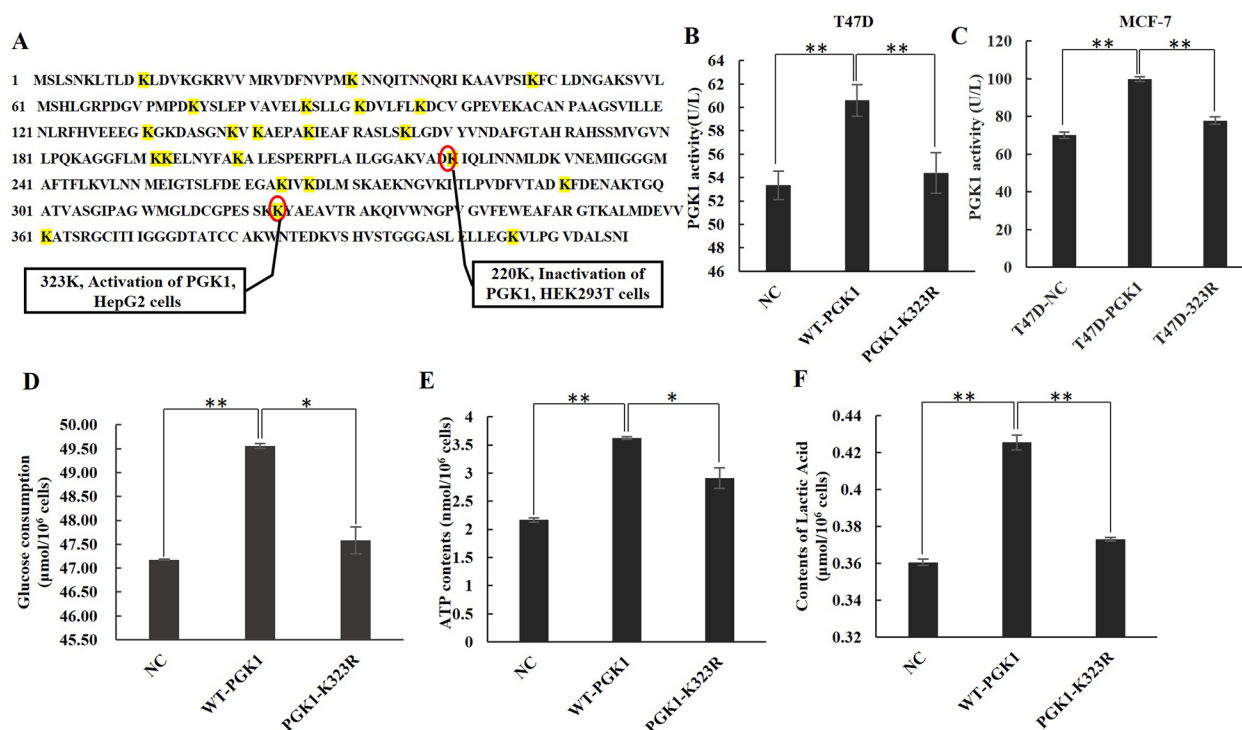 A
1 MSLSNKLTLD KLDVKGKRVV MRVDFNVPMK NNQITNNQRI KAAVPSIKFC LDNGAKSVVL
61 MSHLGRPDGV PMPDKYSLEP VAVELKSLLG KDVLFLKDCV GPEVEKACAN PAAGSVILLE
121 NLRFHVEEEG KGKDASGNKV KAEPAKIEAF RASLSKLGDV YVNDAFGTAH RAHSSMVGVN
181 LPQKAGGFLM KKELNYFAKA LESPERPFLA ILGGAKVADK IQLINNMLDK VNEMIIGGGM
241 AFTFLKVLNN MEIGTSLFDE EGAKIVKDLM SKAEKNGVKI TLPVDFVTAD KFDENAKTGQ
301 ATVASGIPAG WMGLDCGPES SKKYAEAVTR AKQIVWNGPV GVFEWEAFAR GTKALMDEVV
361 KATSRGCITI IGGGDTATCC AKWNTEDKVS HVSTGGGASL ELLEGKVLPG VDALSNI
323K, Activation of PGK1,
HepG2 cells
220K, Inactivation of
PGK1, HEK293T cells
B
T47D
** **
PGK1 activity(U/L)
64
62
60
58
56
54
52
50
48
46
NC
WT-PGK1
PGK1-K323R
C
MCF-7
** **
PGK1 activity (U/L)
120
100
80
60
40
20
0
T47D-NC
T47D-PGK1
T47D-323R
D
** *
Glucose consumption
(μmol/10⁶ cells)
50.00
49.50
49.00
48.50
48.00
47.50
47.00
46.50
46.00
45.50
NC
WT-PGK1
PGK1-K323R
E
** *
ATP contents (nmol/10⁶ cells)
4
3.5
3
2.5
2
1.5
1
0.5
0
NC
WT-PGK1
PGK1-K323R
F
** **
Contents of Lactic Acid
(μmol/10⁶ cells)
0.44
0.42
0.4
0.38
0.36
0.34
0.32
NC
WT-PGK1
PGK1-K323R